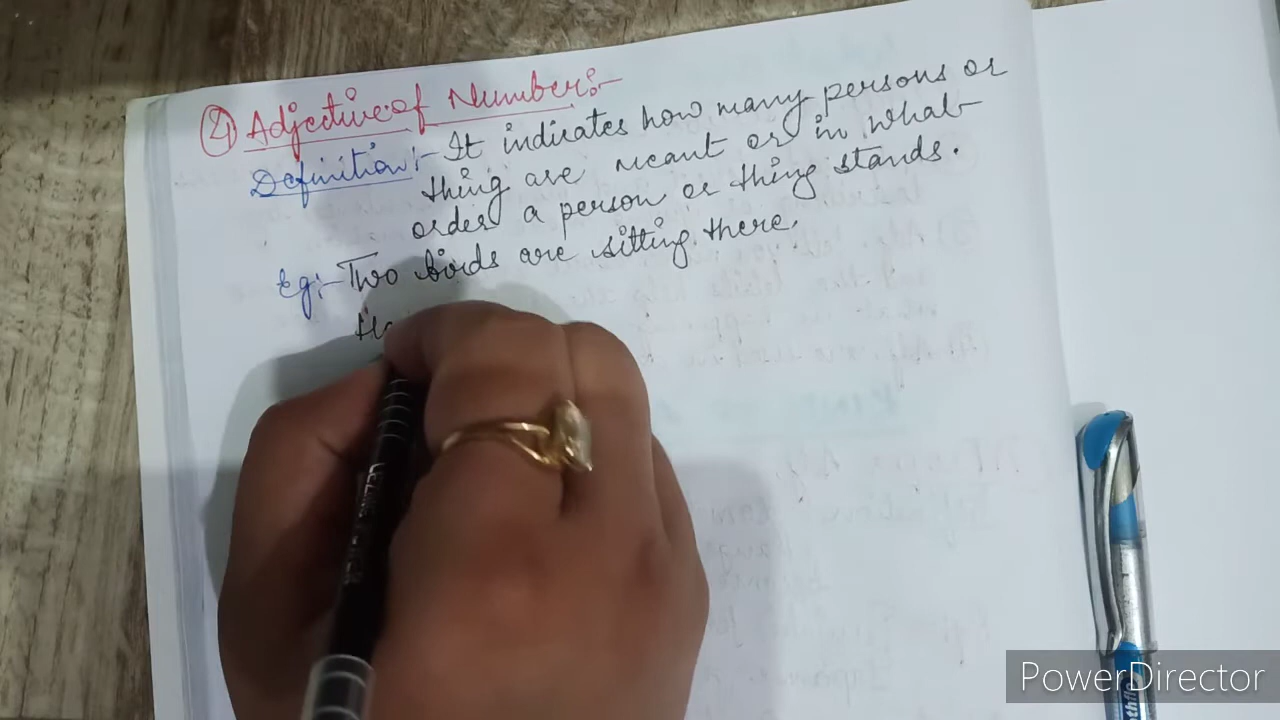 4) Adjective of Number:-
Definition:- It indicates how many persons or
thing are meant or in what
order a person or thing stands.
Eg:- Two birds are sitting there.
PowerDirector